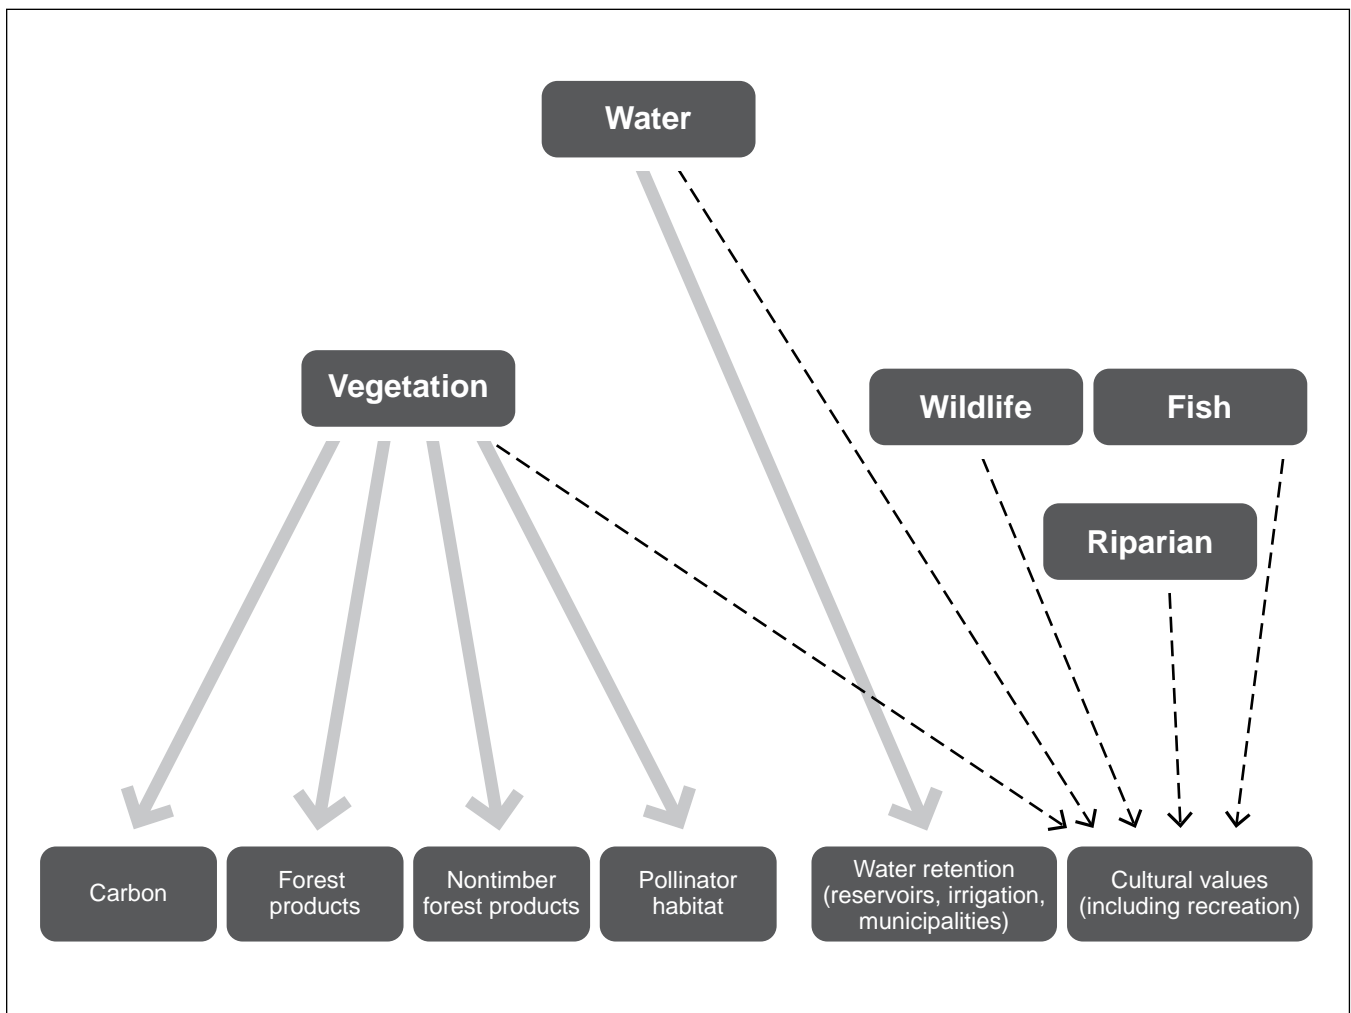 Water
Vegetation
Wildlife
Fish
Riparian
Carbon
Forest
products
Nontimber
forest products
Pollinator
habitat
Water retention
(reservoirs, irrigation,
municipalities)
Cultural values
(including recreation)